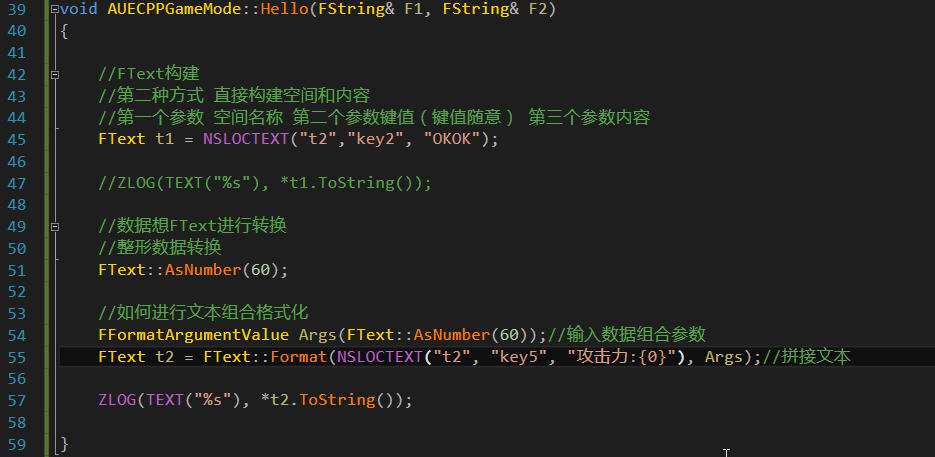 39 void AUECPPGameMode::Hello(FString& F1, FString& F2)
40 {
41
42 //FText构建
43 //第二种方式 直接构建空间和内容
44 //第一个参数 空间名称 第二个参数键值（键值随意） 第三个参数内容
45 FText t1 = NSLOCTEXT("t2","key2", "OKOK");
46
47 //ZLOG(TEXT("%s"), *t1.ToString());
48
49 //数据想FText进行转换
50 //整形数据转换
51 FText::AsNumber(60);
52
53 //如何进行文本组合格式化
54 FFormatArgumentValue Args(FText::AsNumber(60));//输入数据组合参数
55 FText t2 = FText::Format(NSLOCTEXT("t2", "key5", "攻击力:{0}"), Args);//拼接文本
56
57 ZLOG(TEXT("%s"), *t2.ToString());
58
59 }